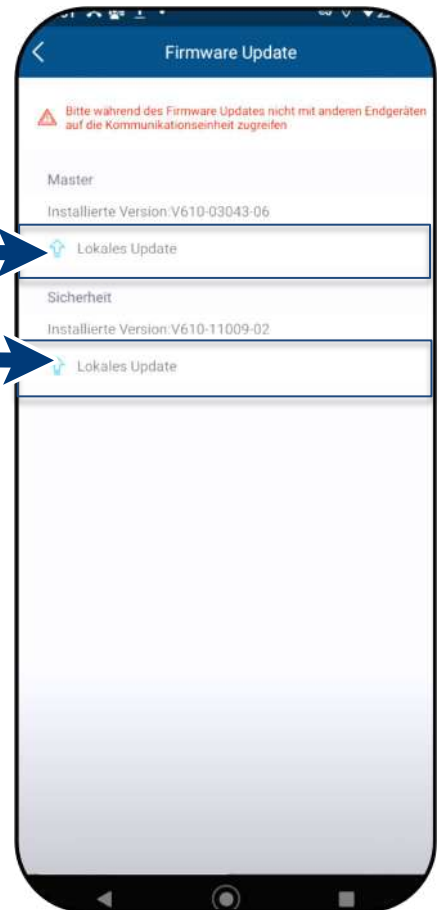 Firmware Update
Bitte während des Firmware Updates nicht mit anderen Endgeräten
auf die Kommunikationseinheit zugreifen
Master
Installierte Version:V610-03043-06
Lokales Update
Sicherheit
Installierte Version:V610-11009-02
Lokales Update